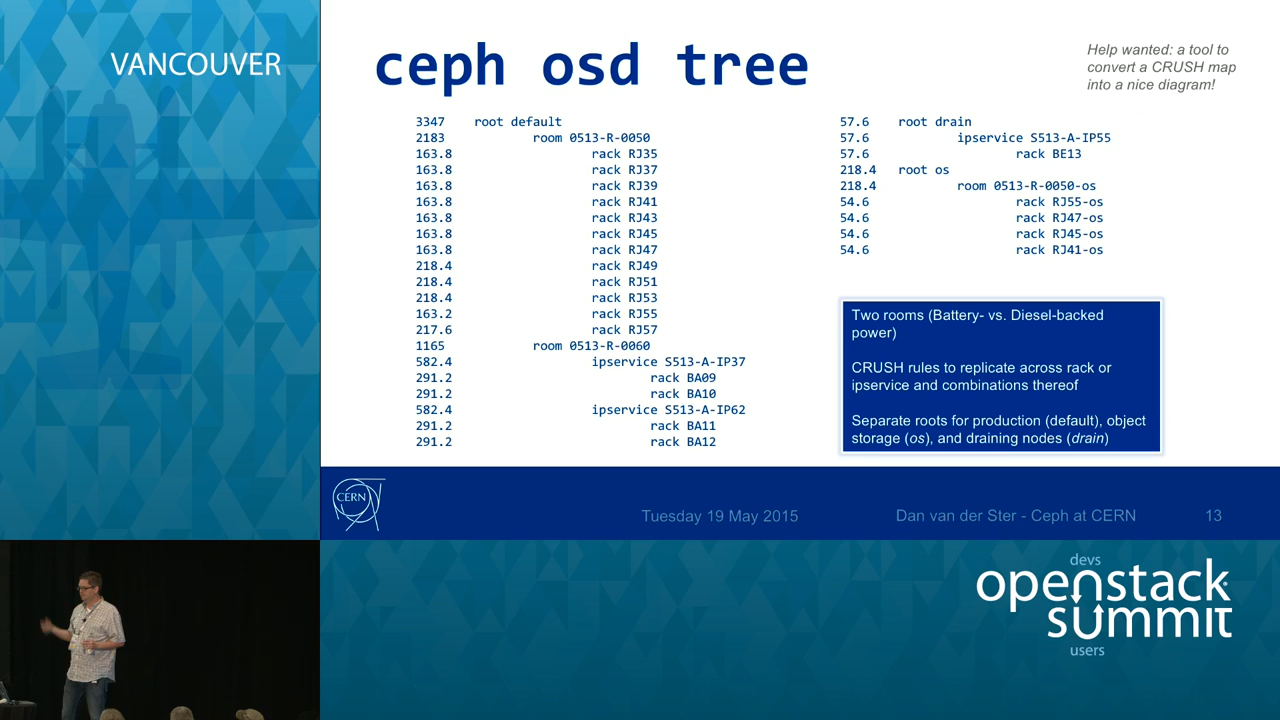 VANCOUVER
ceph osd tree
Help wanted: a tool to
convert a CRUSH map
into a nice diagram!
3347 root default
2183 room 0513-R-0050
163.8 rack RJ35
163.8 rack RJ37
163.8 rack RJ39
163.8 rack RJ41
163.8 rack RJ43
163.8 rack RJ45
163.8 rack RJ47
218.4 rack RJ49
218.4 rack RJ51
218.4 rack RJ53
163.2 rack RJ55
217.6 rack RJ57
1165 room 0513-R-0060
582.4 ipservice S513-A-IP37
291.2 rack BA09
291.2 rack BA10
582.4 ipservice S513-A-IP62
291.2 rack BA11
291.2 rack BA12
57.6 root drain
57.6 ipservice S513-A-IP55
57.6 rack BE13
218.4 root os
218.4 room 0513-R-0050-os
54.6 rack RJ55-os
54.6 rack RJ47-os
54.6 rack RJ45-os
54.6 rack RJ41-os
Two rooms (Battery- vs. Diesel-backed
power)
CRUSH rules to replicate across rack or
ipservice and combinations thereof
Separate roots for production (default), object
storage (os), and draining nodes (drain)
CERN
Tuesday 19 May 2015
Dan van der Ster - Ceph at CERN
13
devs
openstack
summit
users